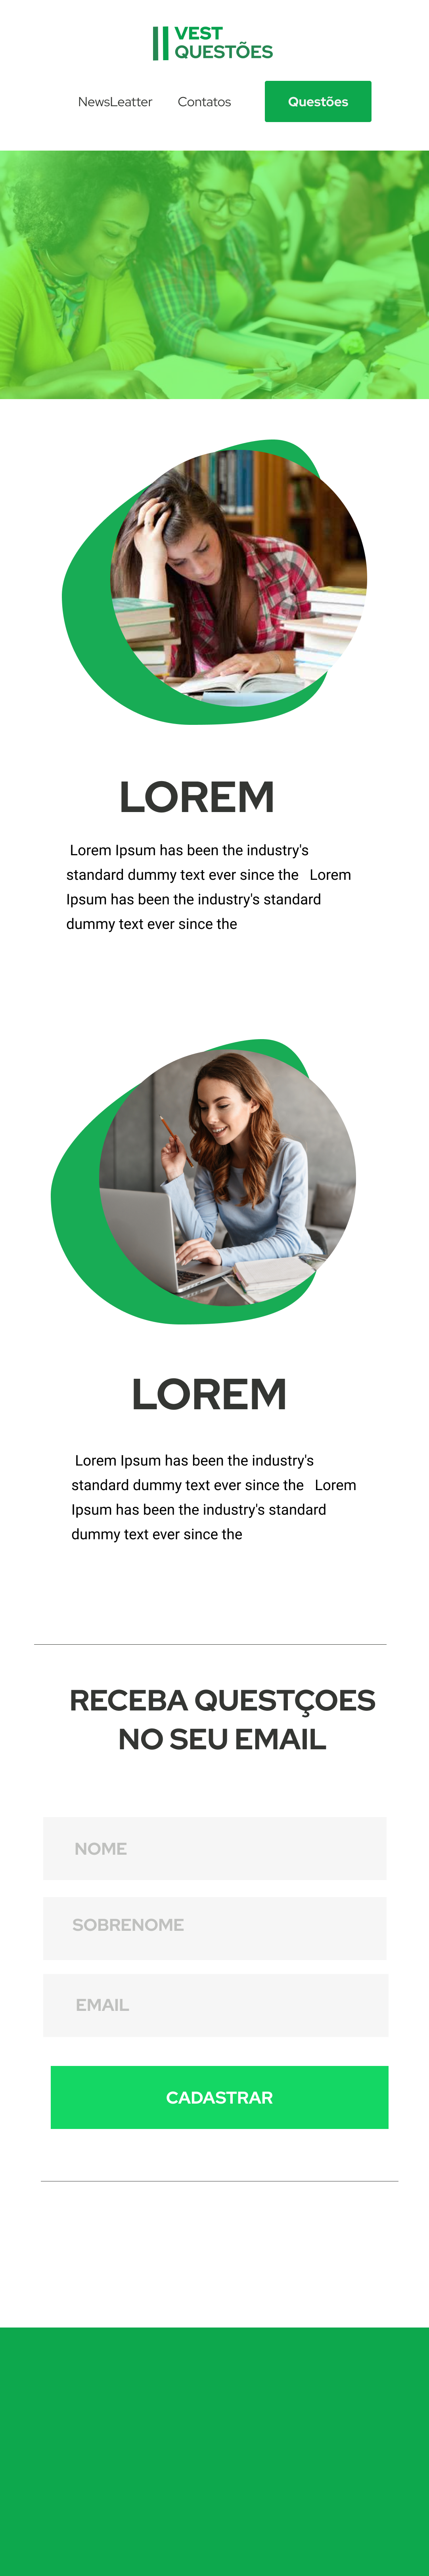 VEST
QUESTÕES
NewsLeatter Contatos Questões
LOREM
Lorem Ipsum has been the industry's
standard dummy text ever since the Lorem
Ipsum has been the industry's standard
dummy text ever since the
LOREM
Lorem Ipsum has been the industry's
standard dummy text ever since the Lorem
Ipsum has been the industry's standard
dummy text ever since the
RECEBA QUESTÇOES
NO SEU EMAIL
NOME
SOBRENOME
EMAIL
CADASTRAR